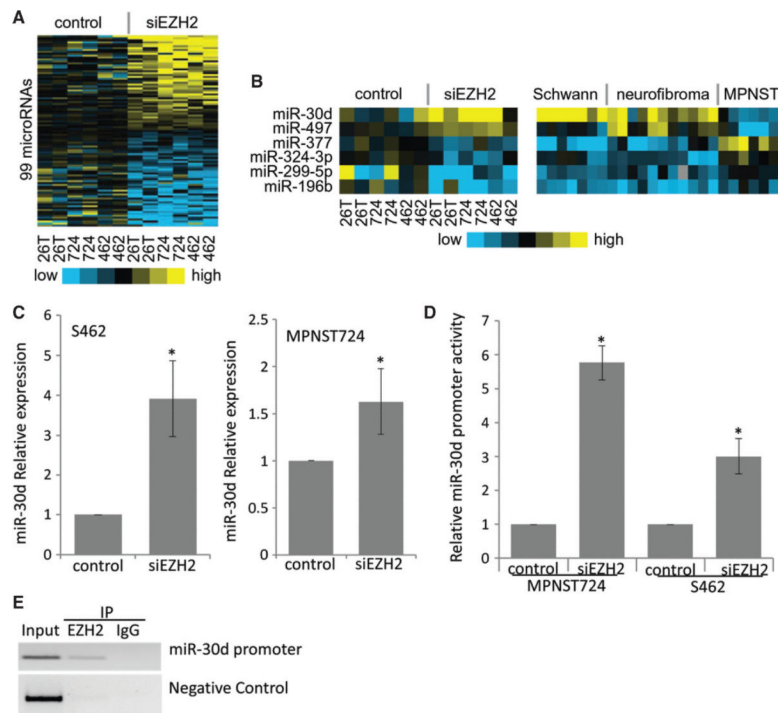 A
control siEZH2
99 microRNAs
26T 26T 724 724 462 462 26T 26T 724 724 462 462
low high
B
control siEZH2 Schwann neurofibroma MPNST
miR-30d
miR-497
miR-377
miR-324-3p
miR-299-5p
miR-196b
26T 26T 724 724 462 462 26T 26T 724 724 462 462
low high
C
S462
miR-30d Relative expression
6
5
4
3
2
1
0
*
control siEZH2
MPNST724
miR-30d Relative expression
2.5
2
1.5
1
0.5
0
*
control siEZH2
D
Relative miR-30d promoter activity
7
6
5
4
3
2
1
0
*
*
control siEZH2 control siEZH2
MPNST724 S462
E
IP
Input EZH2 IgG
miR-30d promoter
Negative Control